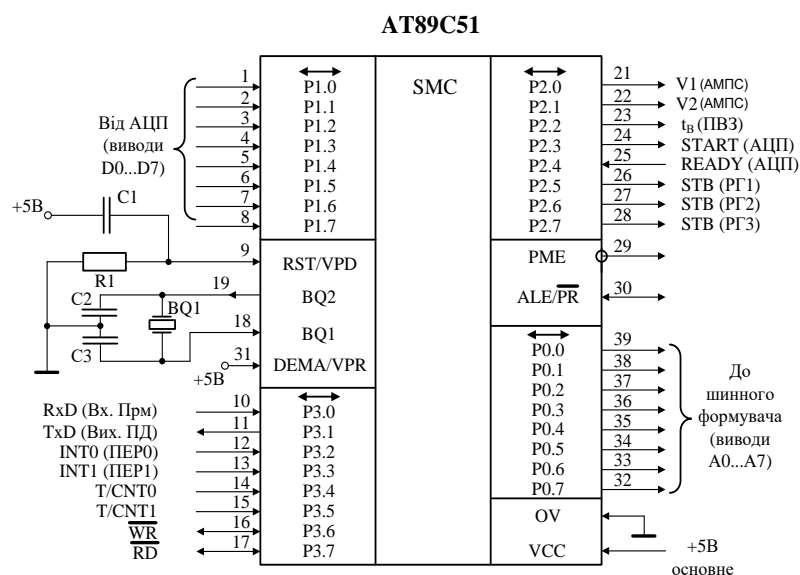 AT89C51
SMC
Від АЦП
(виводи
D0...D7)
1
2
3
4
5
6
7
8
P1.0
P1.1
P1.2
P1.3
P1.4
P1.5
P1.6
P1.7
+5В
C1
R1
C2
C3
BQ1
+5В
9
19
18
31
RST/VPD
BQ2
BQ1
DEMA/VPR
RxD (Вх. Прм)
TxD (Вих. ПД)
INT0 (ПЕР0)
INT1 (ПЕР1)
T/CNT0
T/CNT1
WR
RD
10
11
12
13
14
15
16
17
P3.0
P3.1
P3.2
P3.3
P3.4
P3.5
P3.6
P3.7
P2.0
P2.1
P2.2
P2.3
P2.4
P2.5
P2.6
P2.7
21
22
23
24
25
26
27
28
V1 (АМПС)
V2 (АМПС)
tВ (ПВЗ)
START (АЦП)
READY (АЦП)
STB (РГ1)
STB (РГ2)
STB (РГ3)
PME
ALE/PR
29
30
P0.0
P0.1
P0.2
P0.3
P0.4
P0.5
P0.6
P0.7
39
38
37
36
35
34
33
32
До
шинного
формувача
(виводи
A0...A7)
OV
VCC
+5В
основне